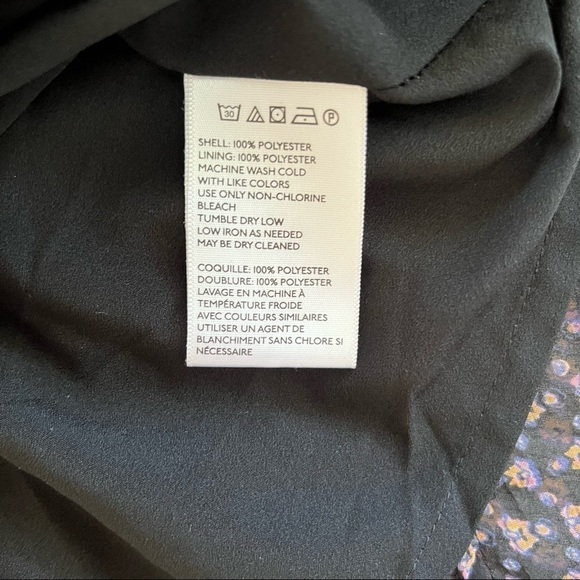 30 P
SHELL: 100% POLYESTER
LINING: 100% POLYESTER
MACHINE WASH COLD
WITH LIKE COLORS
USE ONLY NON-CHLORINE
BLEACH
TUMBLE DRY LOW
LOW IRON AS NEEDED
MAY BE DRY CLEANED
COQUILLE: 100% POLYESTER
DOUBLURE: 100% POLYESTER
LAVAGE EN MACHINE À
TEMPÉRATURE FROIDE
AVEC COULEURS SIMILAIRES
UTILISER UN AGENT DE
BLANCHIMENT SANS CHLORE SI
NÉCESSAIRE